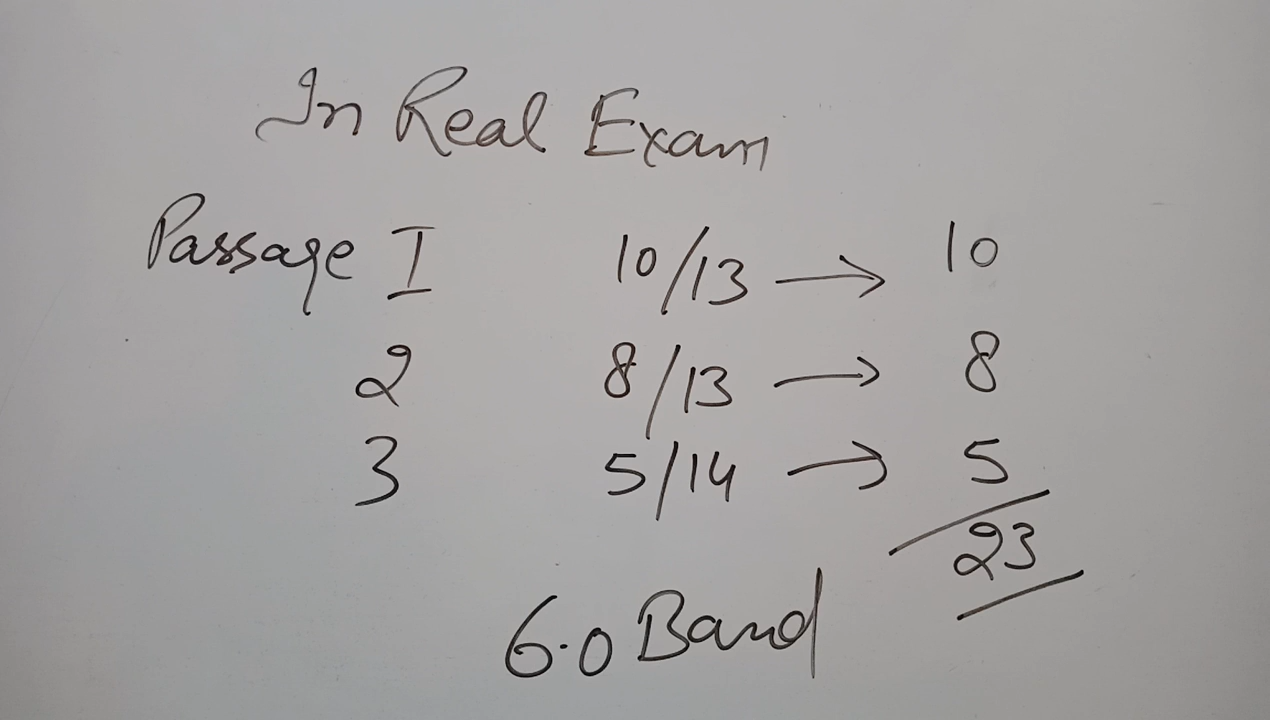 In Real Exam
Passage I 10/13 → 10
2 8/13 → 8
3 5/14 → 5
23
6.0 Band